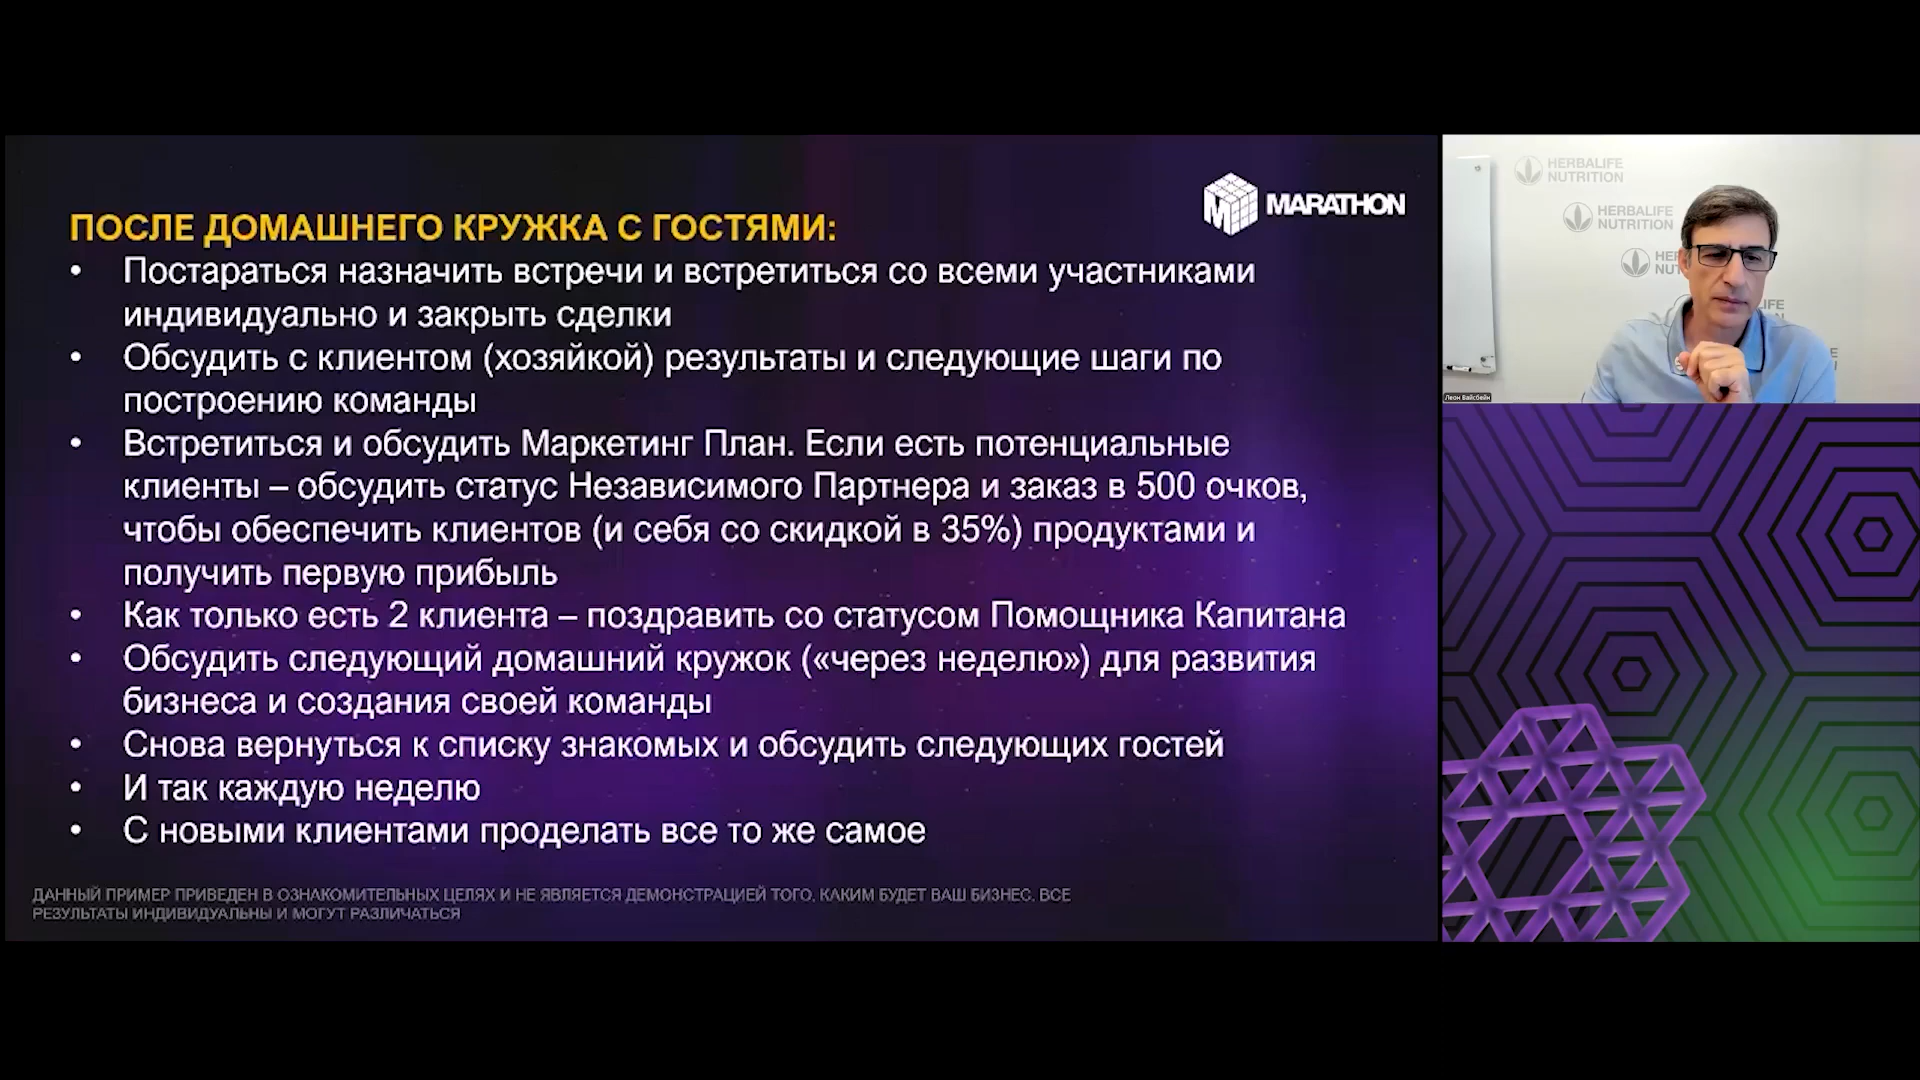 MARATHON
ПОСЛЕ ДОМАШНЕГО КРУЖКА С ГОСТЯМИ:
• Постараться назначить встречи и встретиться со всеми участниками
индивидуально и закрыть сделки
• Обсудить с клиентом (хозяйкой) результаты и следующие шаги по
построению команды
• Встретиться и обсудить Маркетинг План. Если есть потенциальные
клиенты – обсудить статус Независимого Партнера и заказ в 500 очков,
чтобы обеспечить клиентов (и себя со скидкой в 35%) продуктами и
получить первую прибыль
• Как только есть 2 клиента – поздравить со статусом Помощника Капитана
• Обсудить следующий домашний кружок («через неделю») для развития
бизнеса и создания своей команды
• Снова вернуться к списку знакомых и обсудить следующих гостей
• И так каждую неделю
• С новыми клиентами проделать все то же самое
ДАННЫЙ ПРИМЕР ПРИВЕДЕН В ОЗНАКОМИТЕЛЬНЫХ ЦЕЛЯХ И НЕ ЯВЛЯЕТСЯ ДЕМОНСТРАЦИЕЙ ТОГО, КАКИМ БУДЕТ ВАШ БИЗНЕС. ВСЕ
РЕЗУЛЬТАТЫ ИНДИВИДУАЛЬНЫ И МОГУТ РАЗЛИЧАТЬСЯ
HERBALIFE
NUTRITION
HERBALIFE
NUTRITION
Леон Вайсбейн